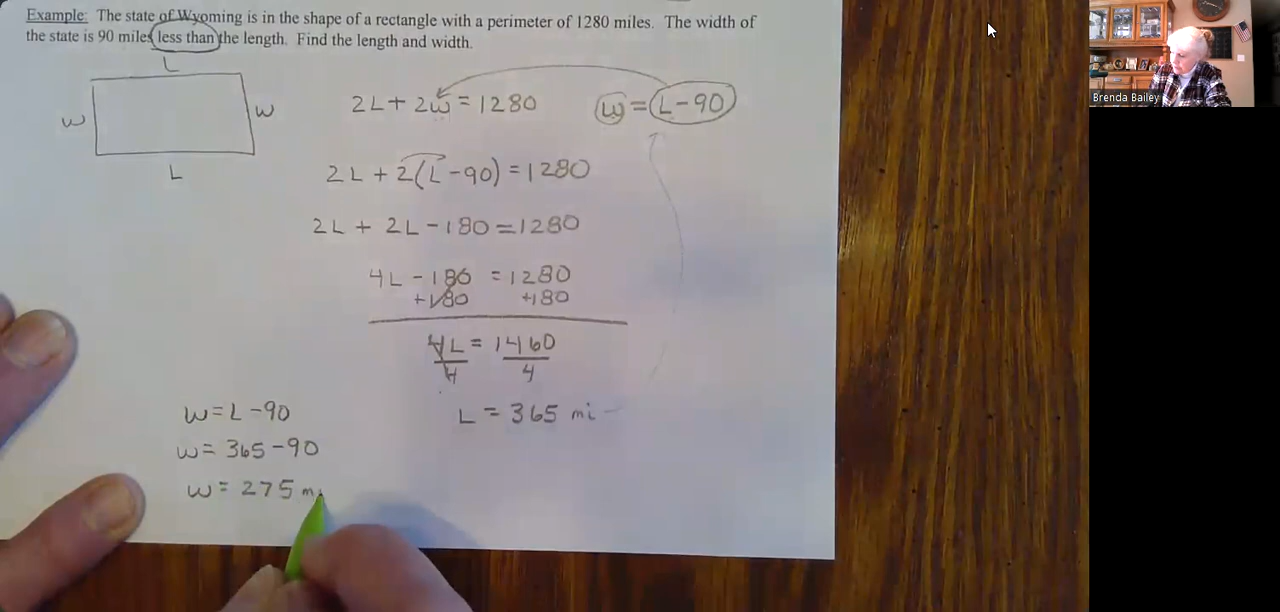 Example: The state of Wyoming is in the shape of a rectangle with a perimeter of 1280 miles. The width of
the state is 90 miles less than the length. Find the length and width.
L
w
w
L
2L + 2w = 1280
w = L - 90
2L + 2(L - 90) = 1280
2L + 2L - 180 = 1280
4L - 180 = 1280
+180 +180
4L = 1460
4 4
L = 365 mi
w = L - 90
w = 365 - 90
w = 275 mi
Brenda Bailey